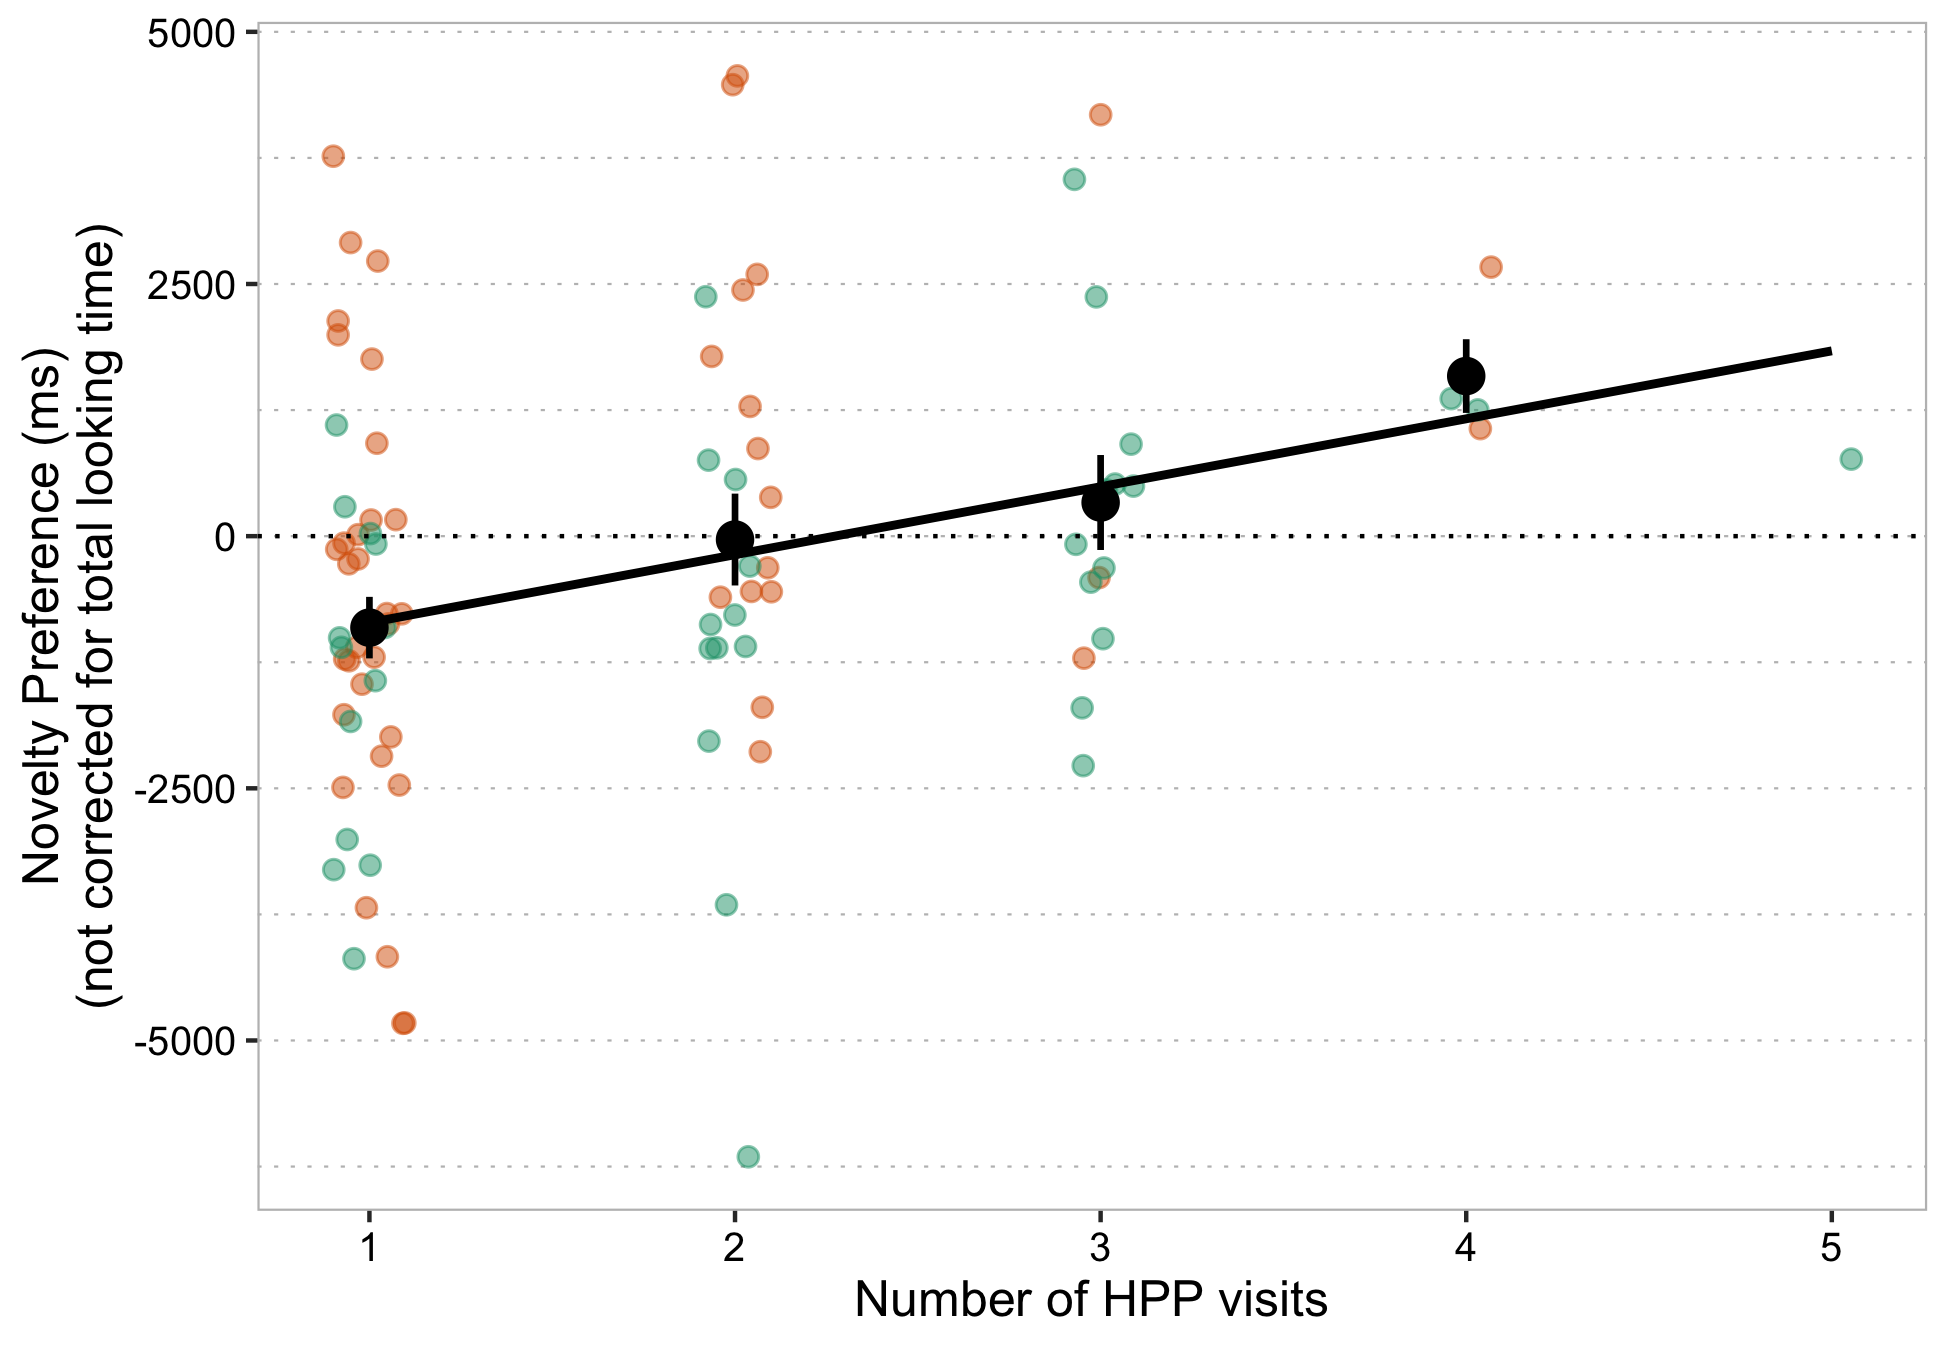 Novelty Preference (ms)
(not corrected for total looking time)
5000
2500
0
-2500
-5000
1 2 3 4 5
Number of HPP visits